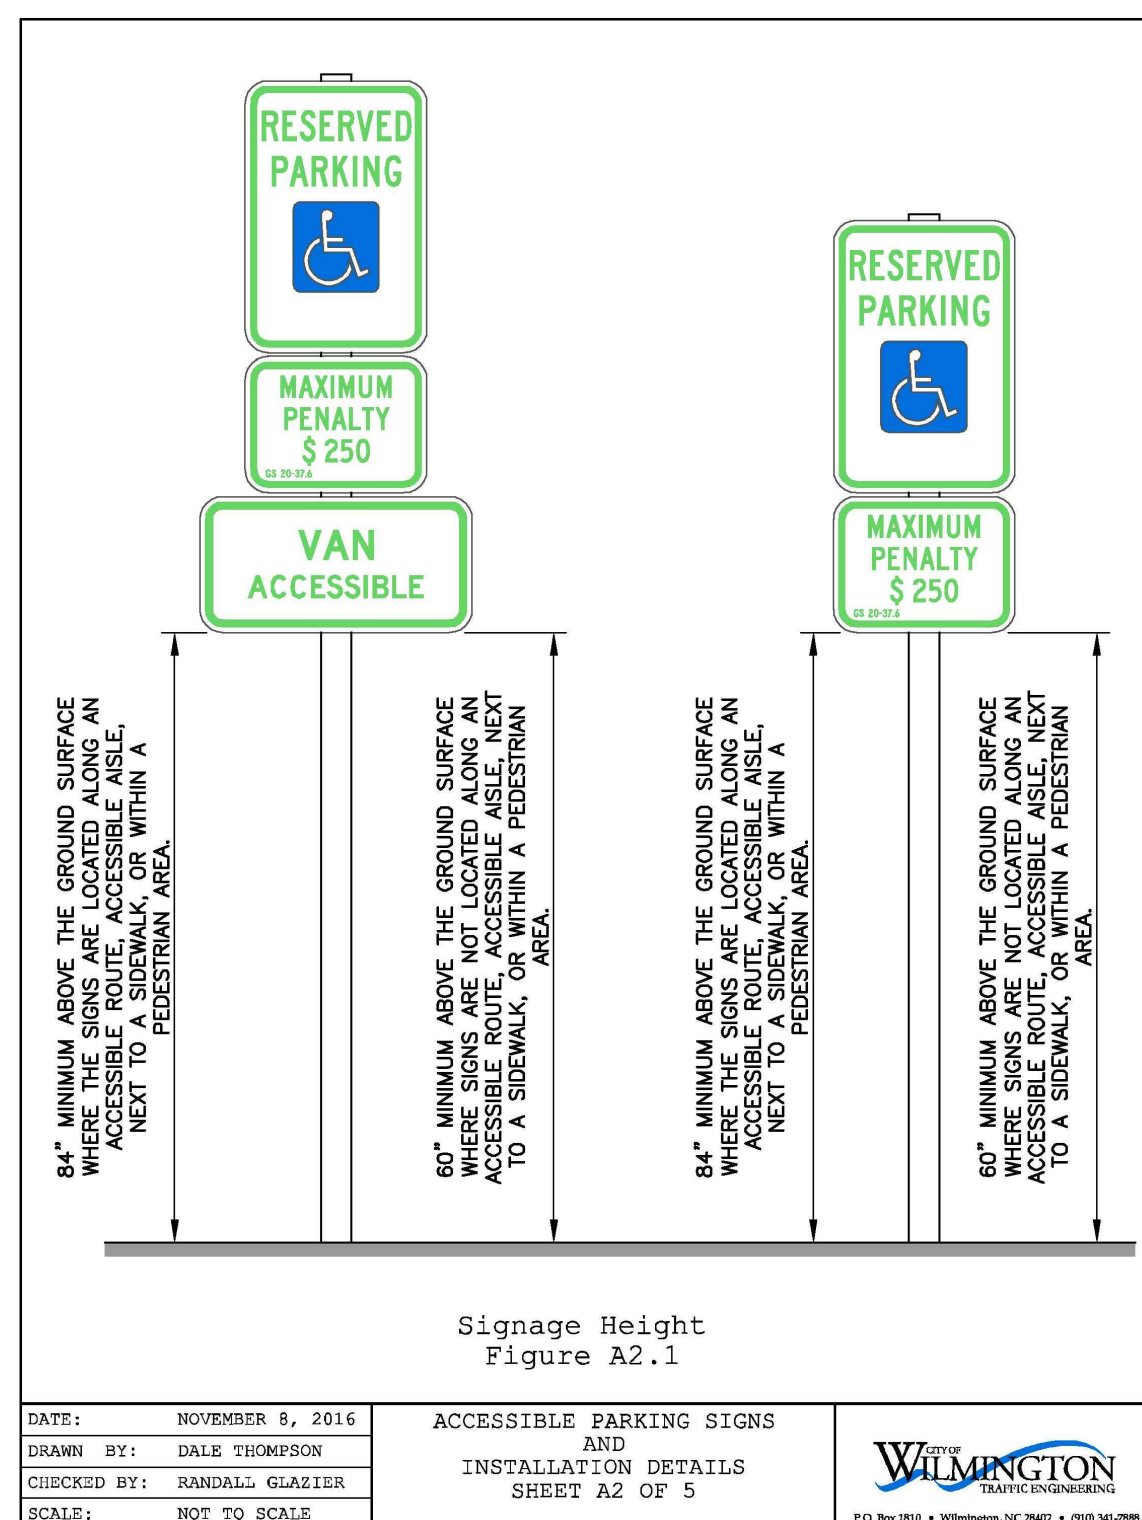 RESERVED
PARKING
MAXIMUM
PENALTY
$ 250
GS 20-37.6
VAN
ACCESSIBLE
RESERVED
PARKING
MAXIMUM
PENALTY
$ 250
GS 20-37.6
84" MINIMUM ABOVE THE GROUND SURFACE
WHERE THE SIGNS ARE LOCATED ALONG AN
ACCESSIBLE ROUTE, ACCESSIBLE AISLE,
NEXT TO A SIDEWALK, OR WITHIN A
PEDESTRIAN AREA.
60" MINIMUM ABOVE THE GROUND SURFACE
WHERE SIGNS ARE NOT LOCATED ALONG AN
ACCESSIBLE ROUTE, ACCESSIBLE AISLE, NEXT
TO A SIDEWALK, OR WITHIN A PEDESTRIAN
AREA.
84" MINIMUM ABOVE THE GROUND SURFACE
WHERE THE SIGNS ARE LOCATED ALONG AN
ACCESSIBLE ROUTE, ACCESSIBLE AISLE,
NEXT TO A SIDEWALK, OR WITHIN A
PEDESTRIAN AREA.
60" MINIMUM ABOVE THE GROUND SURFACE
WHERE SIGNS ARE NOT LOCATED ALONG AN
ACCESSIBLE ROUTE, ACCESSIBLE AISLE, NEXT
TO A SIDEWALK, OR WITHIN A PEDESTRIAN
AREA.
Signage Height
Figure A2.1
DATE: NOVEMBER 8, 2016
DRAWN BY: DALE THOMPSON
CHECKED BY: RANDALL GLAZIER
SCALE: NOT TO SCALE
ACCESSIBLE PARKING SIGNS
AND
INSTALLATION DETAILS
SHEET A2 OF 5
CITY OF
WILMINGTON
TRAFFIC ENGINEERING
P.O. Box 1810 • Wilmington, NC 28402 • (910) 341-7888